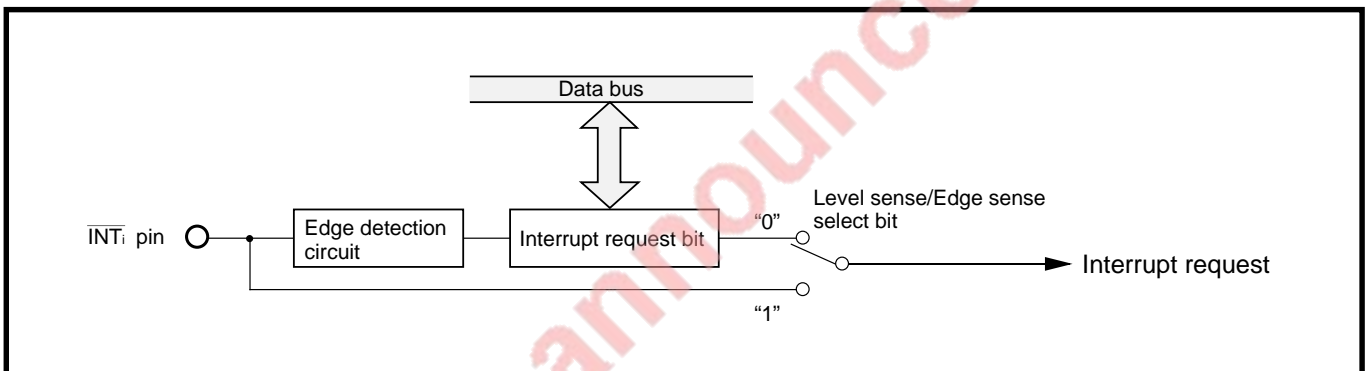 Data bus
Level sense/Edge sense
select bit
"0"
INTi pin
Edge detection
circuit
Interrupt request bit
Interrupt request
"1"
announc